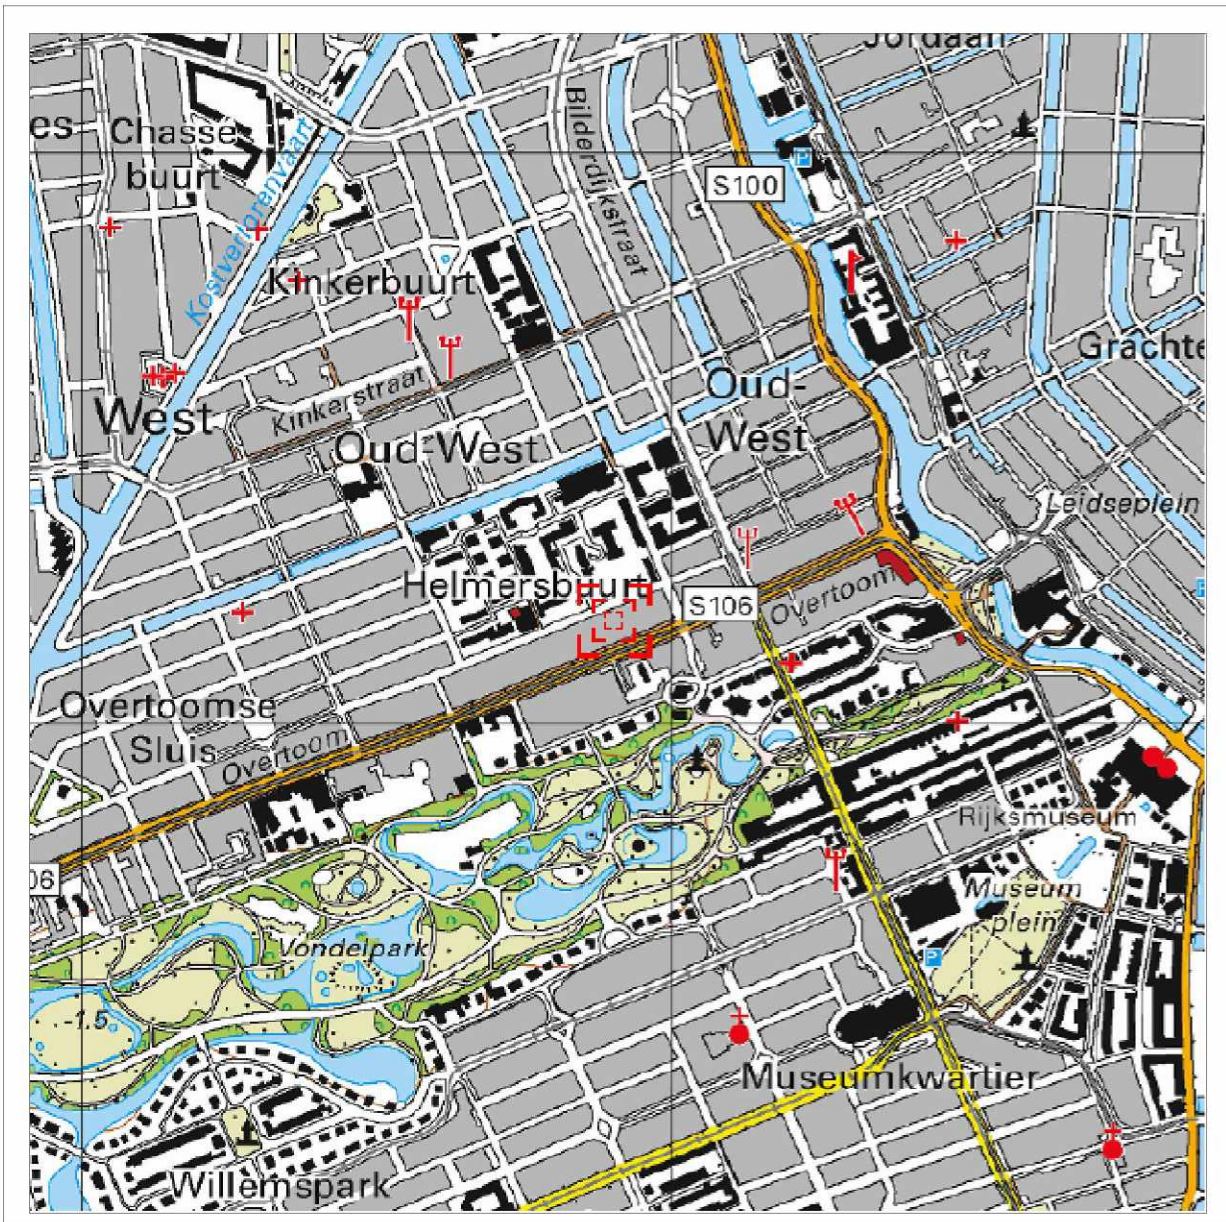 Jordaan
es
Chasse
buurt
Kostverlorenvaart
Bilderdijkstraat
S100
P
Kinkerbuurt
Grachte
Kinkerstraat
West
Oud-West
Oud-
West
Leidseplein
Helmersbuurt
S106
Overtoom
P
Overtoomse
Sluis
Overtoom
Rijksmuseum
06
Museum
plein
Vondelpark
P
-1.5
Museumkwartier
Willemspark